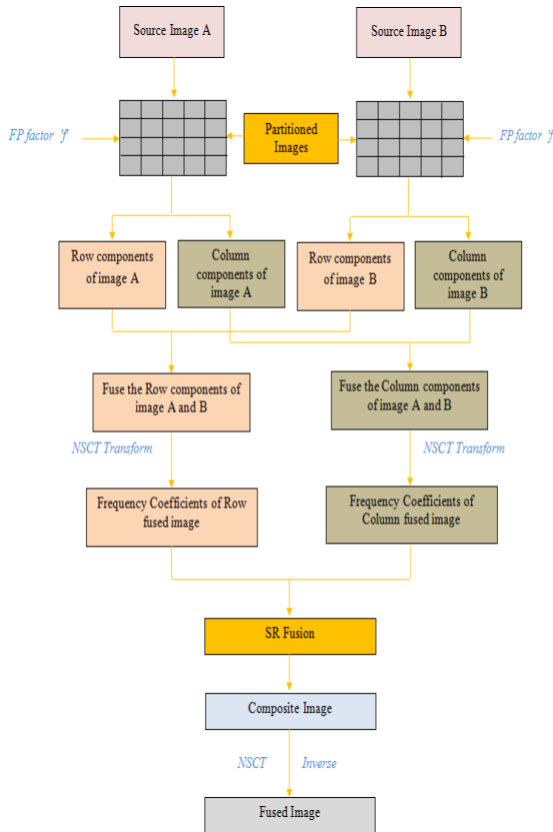 Source Image A
Source Image B
FP factor 'f'
Partitioned
Images
FP factor 'f'
Row components
of image A
Column
components of
image A
Row components
of image B
Column
components of
image B
Fuse the Row components of
image A and B
Fuse the Column components
of image A and B
NSCT Transform
NSCT Transform
Frequency Coefficients of Row
fused image
Frequency Coefficients of
Column fused image
SR Fusion
Composite Image
NSCT
Inverse
Fused Image